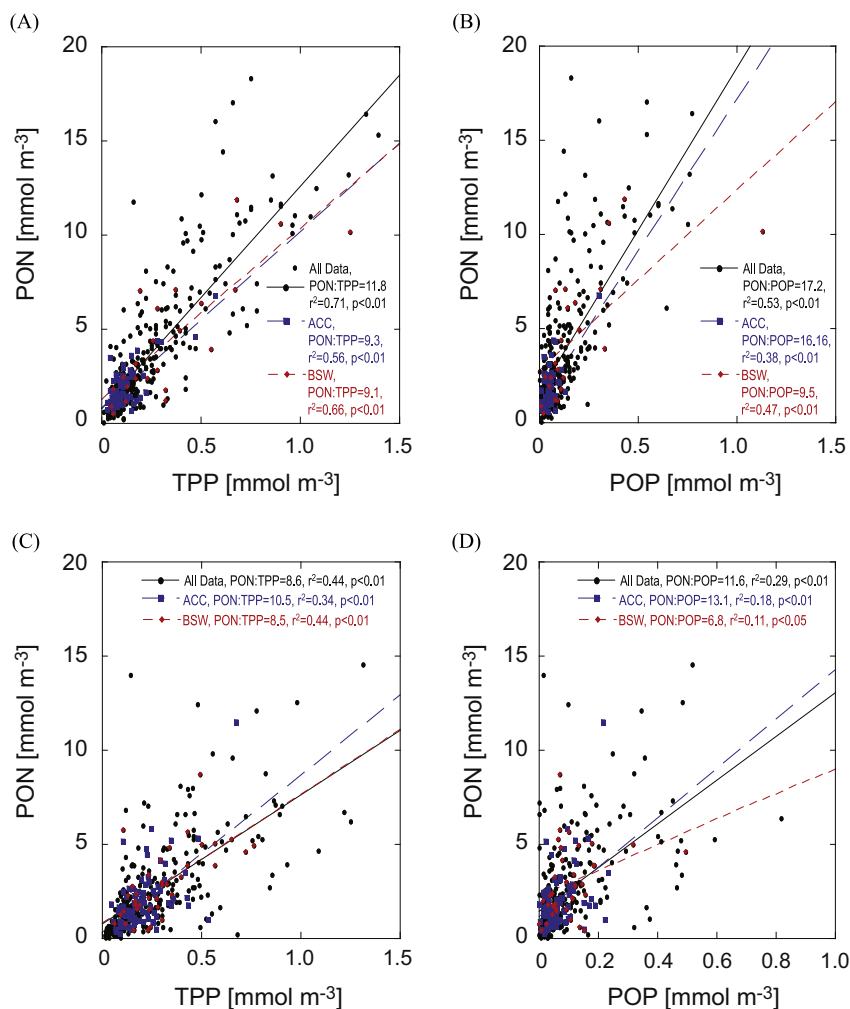 (A)
20
15
10
5
0
PON [mmol m-3]
All Data,
PON:TPP=11.8
r2=0.71, p<0.01
ACC,
PON:TPP=9.3,
r2=0.56, p<0.01
BSW,
PON:TPP=9.1,
r2=0.66, p<0.01
0
0.5
1.0
1.5
TPP [mmol m-3]
(B)
20
15
10
5
0
PON [mmol m-3]
All Data,
PON:POP=17.2,
r2=0.53, p<0.01
ACC,
PON:POP=16.16,
r2=0.38, p<0.01
BSW,
PON:POP=9.5,
r2=0.47, p<0.01
0
0.5
1.0
1.5
POP [mmol m-3]
(C)
20
15
10
5
0
PON [mmol m-3]
All Data, PON:TPP=8.6, r2=0.44, p<0.01
ACC, PON:TPP=10.5, r2=0.34, p<0.01
BSW, PON:TPP=8.5, r2=0.44, p<0.01
0
0.5
1.0
1.5
TPP [mmol m-3]
(D)
20
15
10
5
0
PON [mmol m-3]
All Data, PON:POP=11.6, r2=0.29, p<0.01
ACC, PON:POP=13.1, r2=0.18, p<0.01
BSW, PON:POP=6.8, r2=0.11, p<0.05
0
0.2
0.4
0.6
0.8
1.0
POP [mmol m-3]